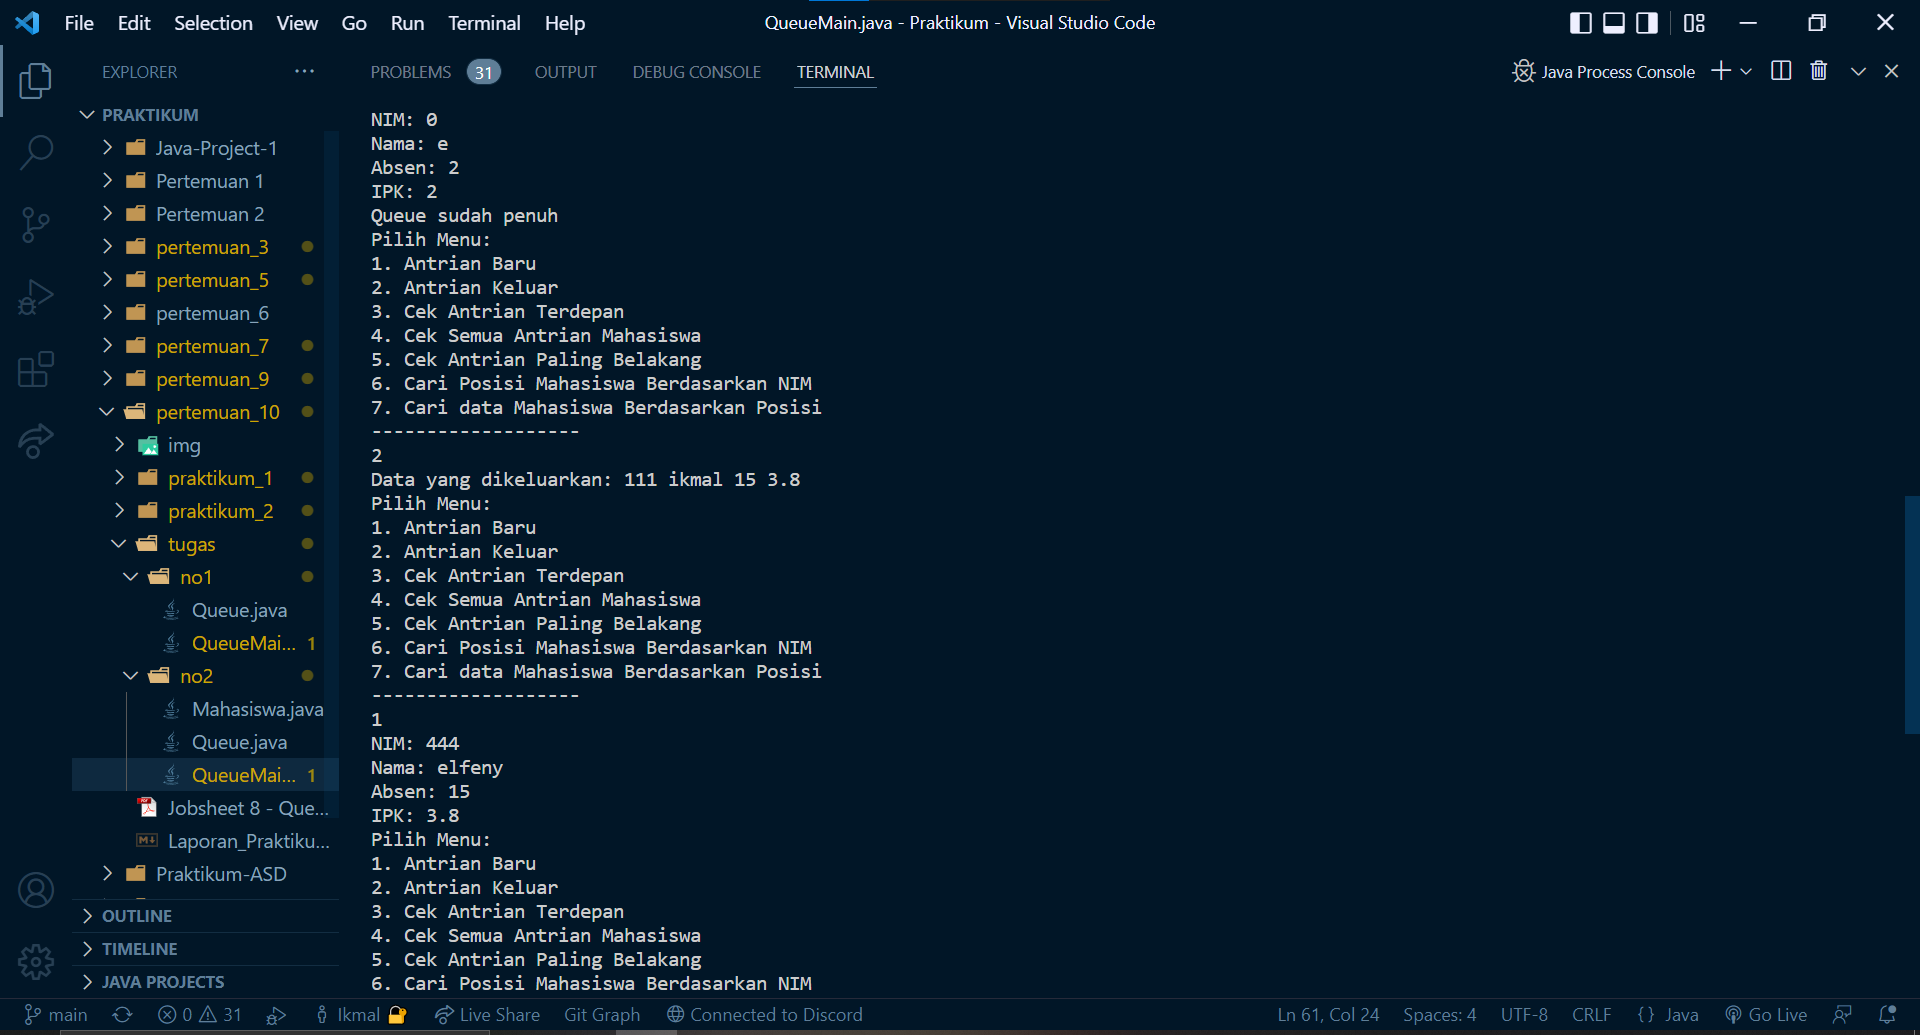 File Edit Selection View Go Run Terminal Help
QueueMain.java - Praktikum - Visual Studio Code
EXPLORER ···
PRAKTIKUM
Java-Project-1
Pertemuan 1
Pertemuan 2
pertemuan_3
pertemuan_5
pertemuan_6
pertemuan_7
pertemuan_9
pertemuan_10
img
praktikum_1
praktikum_2
tugas
no1
Queue.java
QueueMai... 1
no2
Mahasiswa.java
Queue.java
QueueMai... 1
Jobsheet 8 - Que...
Laporan_Praktiku...
Praktikum-ASD
OUTLINE
TIMELINE
JAVA PROJECTS
PROBLEMS 31 OUTPUT DEBUG CONSOLE TERMINAL
Java Process Console
NIM: 0
Nama: e
Absen: 2
IPK: 2
Queue sudah penuh
Pilih Menu:
1. Antrian Baru
2. Antrian Keluar
3. Cek Antrian Terdepan
4. Cek Semua Antrian Mahasiswa
5. Cek Antrian Paling Belakang
6. Cari Posisi Mahasiswa Berdasarkan NIM
7. Cari data Mahasiswa Berdasarkan Posisi
-------------------
2
Data yang dikeluarkan: 111 ikmal 15 3.8
Pilih Menu:
1. Antrian Baru
2. Antrian Keluar
3. Cek Antrian Terdepan
4. Cek Semua Antrian Mahasiswa
5. Cek Antrian Paling Belakang
6. Cari Posisi Mahasiswa Berdasarkan NIM
7. Cari data Mahasiswa Berdasarkan Posisi
-------------------
1
NIM: 444
Nama: elfeny
Absen: 15
IPK: 3.8
Pilih Menu:
1. Antrian Baru
2. Antrian Keluar
3. Cek Antrian Terdepan
4. Cek Semua Antrian Mahasiswa
5. Cek Antrian Paling Belakang
6. Cari Posisi Mahasiswa Berdasarkan NIM
main 0 31 Ikmal Live Share Git Graph Connected to Discord Ln 61, Col 24 Spaces: 4 UTF-8 CRLF {} Java Go Live